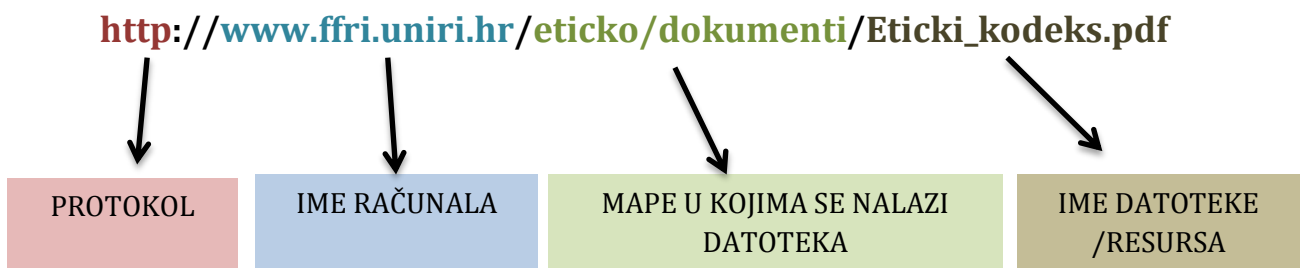 http://www.ffri.uniri.hr/eticko/dokumenti/Eticki_kodeks.pdf
PROTOKOL
IME RAČUNALA
MAPE U KOJIMA SE NALAZI
DATOTEKA
IME DATOTEKE
/RESURSA